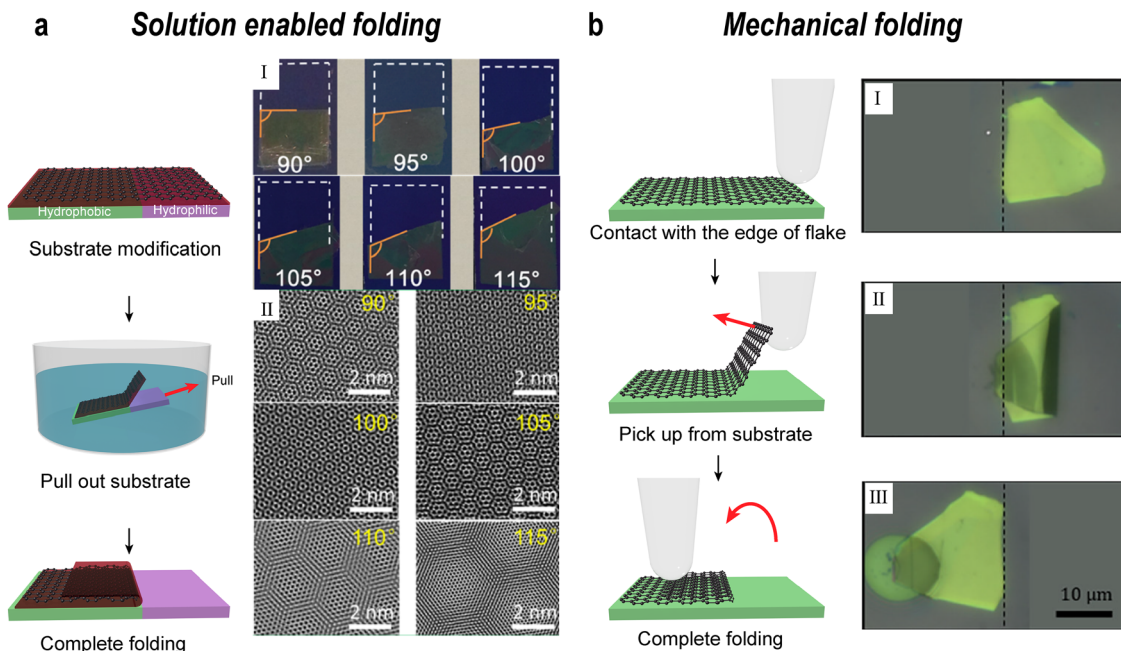 a
Solution enabled folding
Hydrophobic
Hydrophilic
Substrate modification
Pull
Pull out substrate
Complete folding
I
90°
95°
100°
105°
110°
115°
II
90°
2 nm
95°
2 nm
100°
2 nm
105°
2 nm
110°
2 nm
115°
2 nm
b
Mechanical folding
Contact with the edge of flake
Pick up from substrate
Complete folding
I
II
III
10 μm